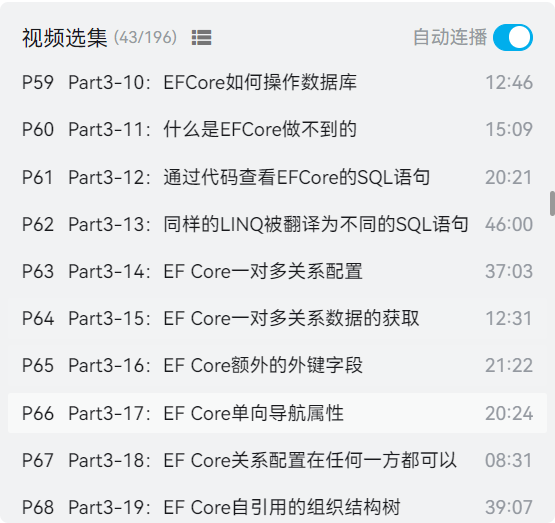 视频选集 (43/196) 自动连播
P59 Part3-10：EFCore如何操作数据库 12:46
P60 Part3-11：什么是EFCore做不到的 15:09
P61 Part3-12：通过代码查看EFCore的SQL语句 20:21
P62 Part3-13：同样的LINQ被翻译为不同的SQL语句 46:00
P63 Part3-14：EF Core一对多关系配置 37:03
P64 Part3-15：EF Core一对多关系数据的获取 12:31
P65 Part3-16：EF Core额外的外键字段 21:22
P66 Part3-17：EF Core单向导航属性 20:24
P67 Part3-18：EF Core关系配置在任何一方都可以 08:31
P68 Part3-19：EF Core自引用的组织结构树 39:07